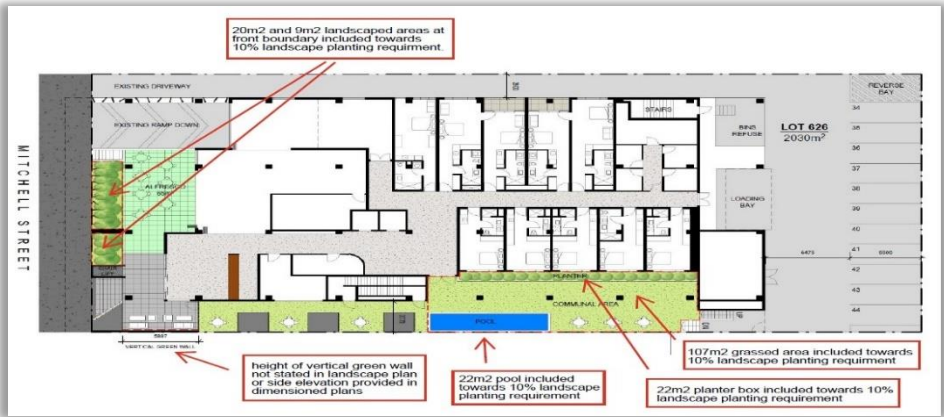 20m2 and 9m2 landscaped areas at
front boundary included towards
10% landscape planting requirment.
EXISTING DRIVEWAY
REVERSE
BAY
EXISTING RAMP DOWN
STAIRS
BINS
REFUSE
LOT 626
2030m²
34
35
36
37
38
39
40
41
42
43
44
MITCHELL STREET
ALFRESCO
LOADING
BAY
PLANTER
COMMUNAL AREA
POOL
UP
VERTICAL GREEN WALL
height of vertical green wall
not stated in landscape plan
or side elevation provided in
dimensioned plans
22m2 pool included
towards 10% landscape
planting requirement
107m2 grassed area included towards
10% landscape planting requirment
22m2 planter box included towards 10%
landscape planting requirment